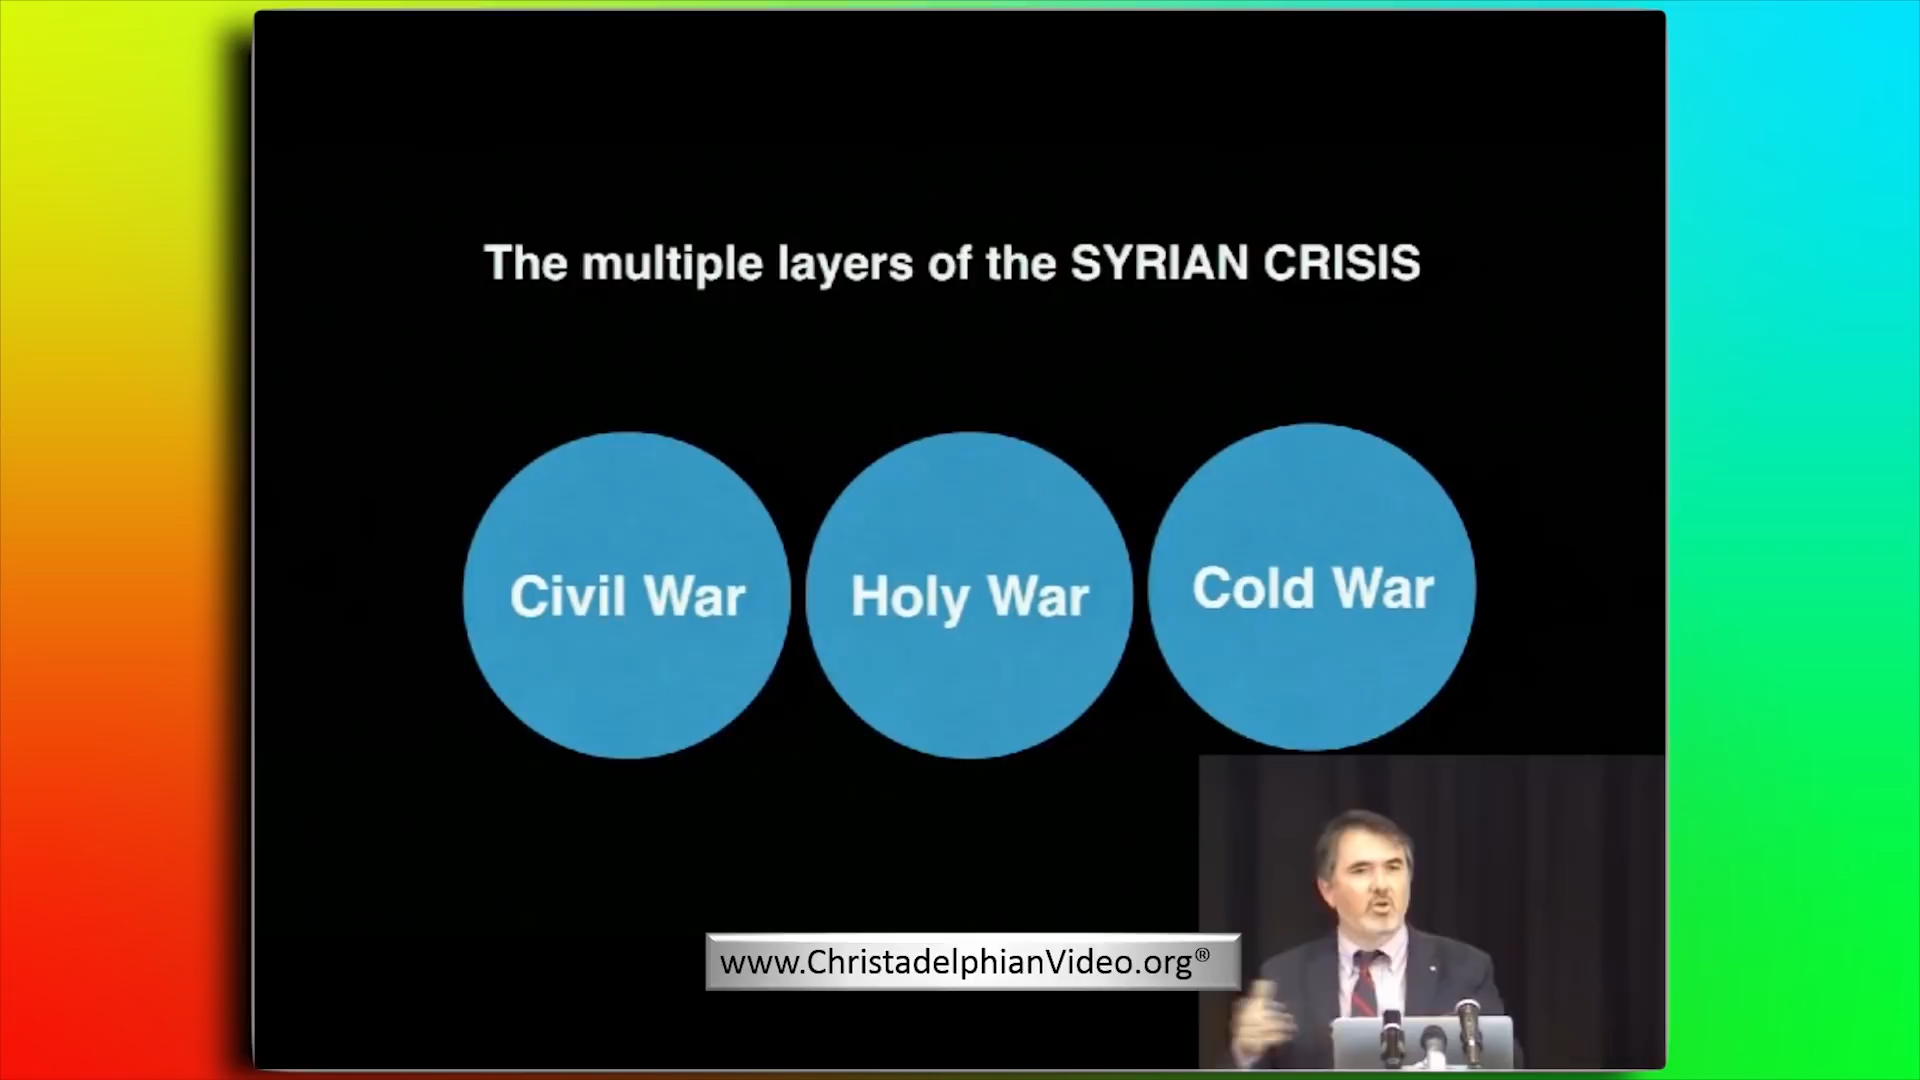 The multiple layers of the SYRIAN CRISIS
Civil War
Holy War
Cold War
www.ChristadelphianVideo.org®